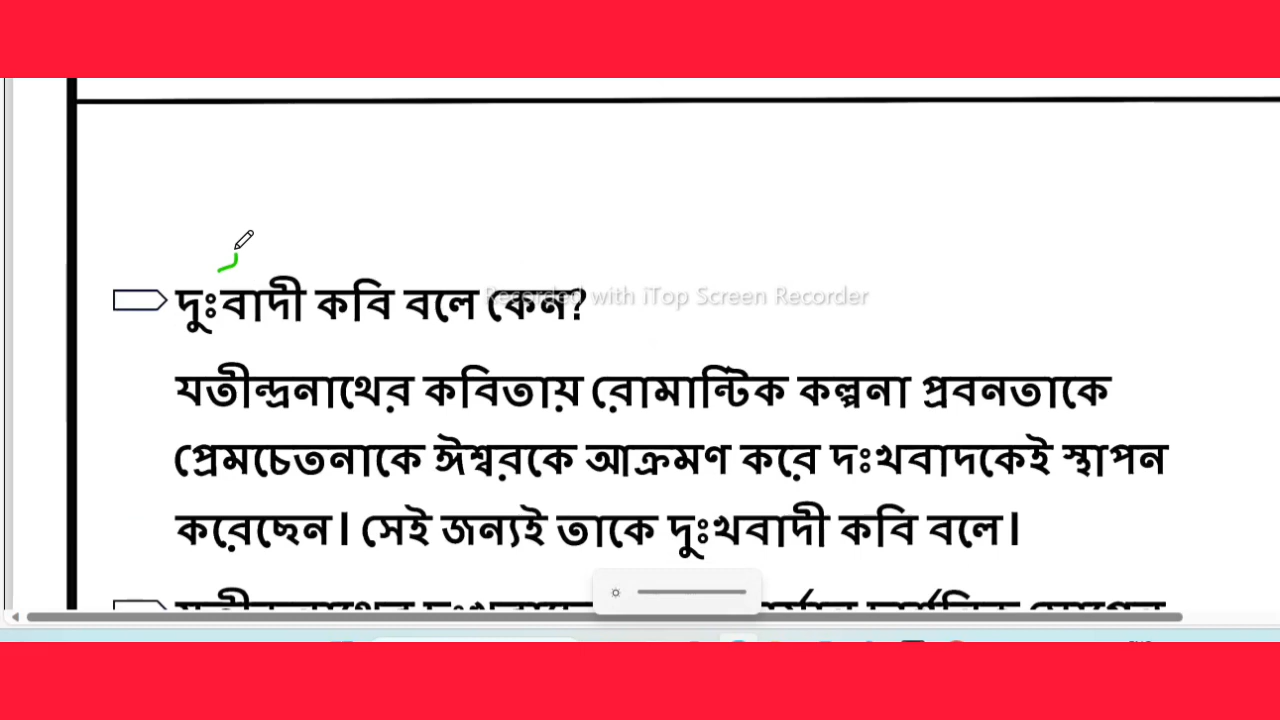 দুঃবাদী কবি বলে কেন?
Recorded with iTop Screen Recorder
যতীন্দ্রনাথের কবিতায় রোমান্টিক কল্পনা প্রবনতাকে
প্রেমচেতনাকে ঈশ্বরকে আক্রমণ করে দঃখবাদকেই স্থাপন
করেছেন। সেই জন্যই তাকে দুঃখবাদী কবি বলে।